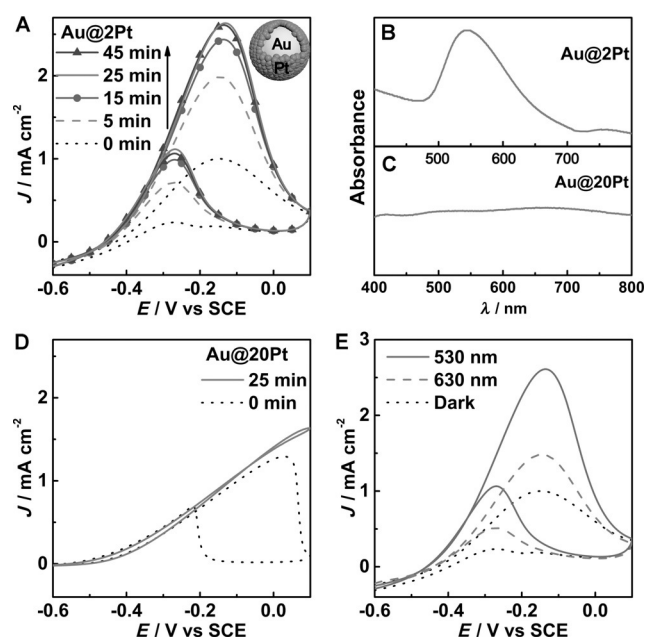 A
Au@2Pt
45 min
25 min
15 min
5 min
0 min
Au
Pt
2
1
0
J / mA cm⁻²
-0.6 -0.4 -0.2 0.0
E / V vs SCE
B
Au@2Pt
500 600 700
C
Au@20Pt
Absorbance
400 500 600 700 800
λ / nm
D
Au@20Pt
25 min
0 min
2
1
0
J / mA cm⁻²
-0.6 -0.4 -0.2 0.0
E / V vs SCE
E
530 nm
630 nm
Dark
3
2
1
0
J / mA cm⁻²
-0.6 -0.4 -0.2 0.0
E / V vs SCE